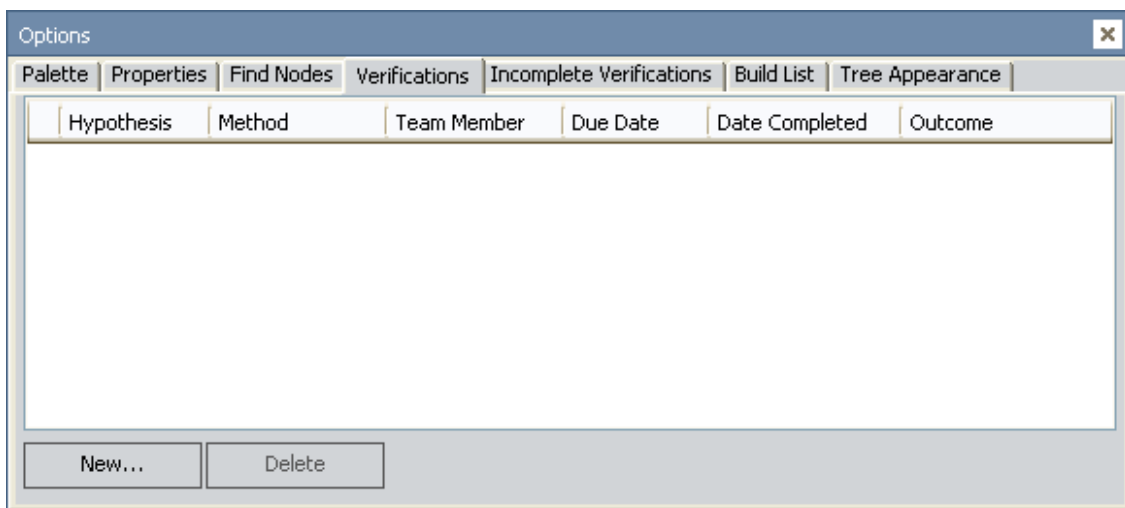 Options
Palette Properties Find Nodes Verifications Incomplete Verifications Build List Tree Appearance
Hypothesis Method Team Member Due Date Date Completed Outcome
New... Delete